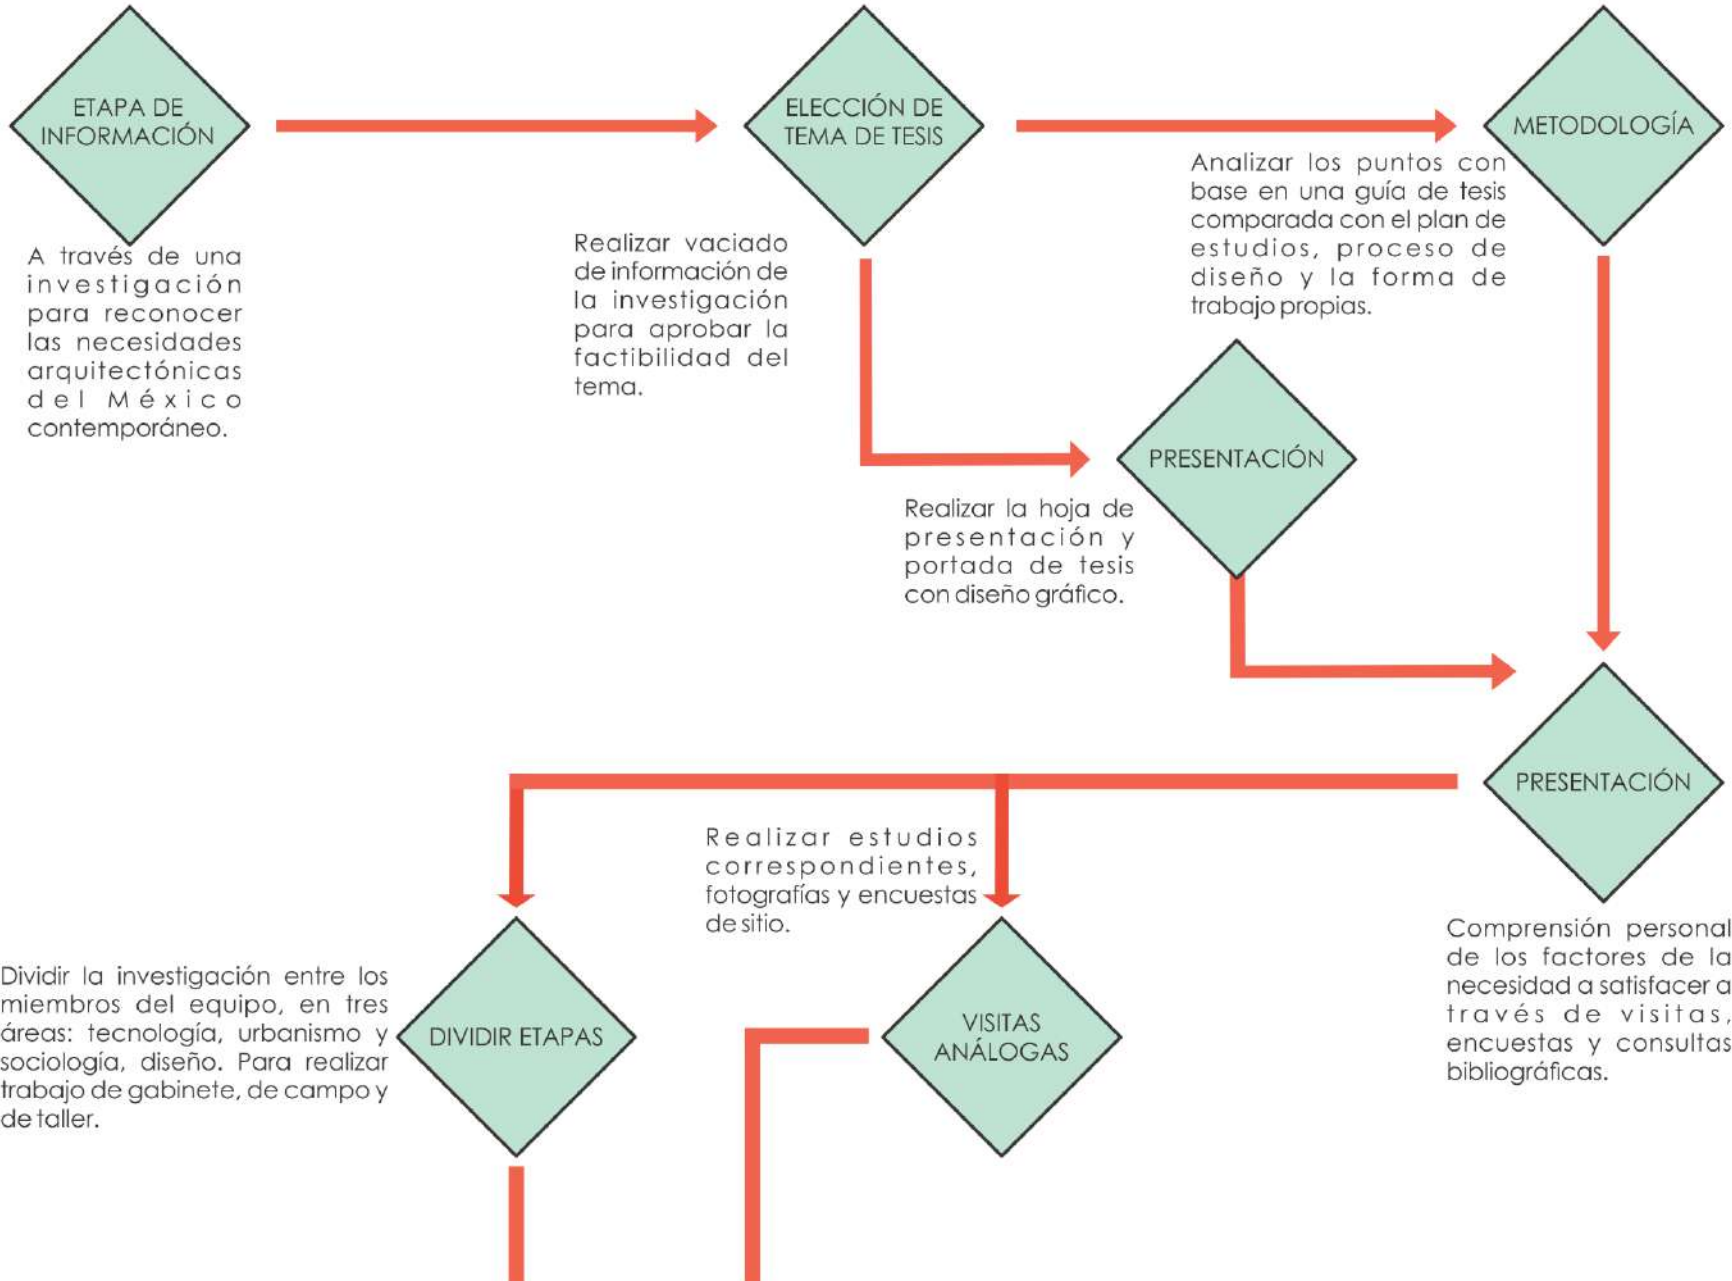 ETAPA DE
INFORMACIÓN
A través de una
investigación
para reconocer
las necesidades
arquitectónicas
del México
contemporáneo.
ELECCIÓN DE
TEMA DE TESIS
Realizar vaciado
de información de
la investigación
para aprobar la
factibilidad del
tema.
METODOLOGÍA
Analizar los puntos con
base en una guía de tesis
comparada con el plan de
estudios, proceso de
diseño y la forma de
trabajo propias.
PRESENTACIÓN
Realizar la hoja de
presentación y
portada de tesis
con diseño gráfico.
PRESENTACIÓN
Comprensión personal
de los factores de la
necesidad a satisfacer a
través de visitas,
encuestas y consultas
bibliográficas.
Realizar estudios
correspondientes,
fotografías y encuestas
de sitio.
VISITAS
ANÁLOGAS
Dividir la investigación entre los
miembros del equipo, en tres
áreas: tecnología, urbanismo y
sociología, diseño. Para realizar
trabajo de gabinete, de campo y
de taller.
DIVIDIR ETAPAS